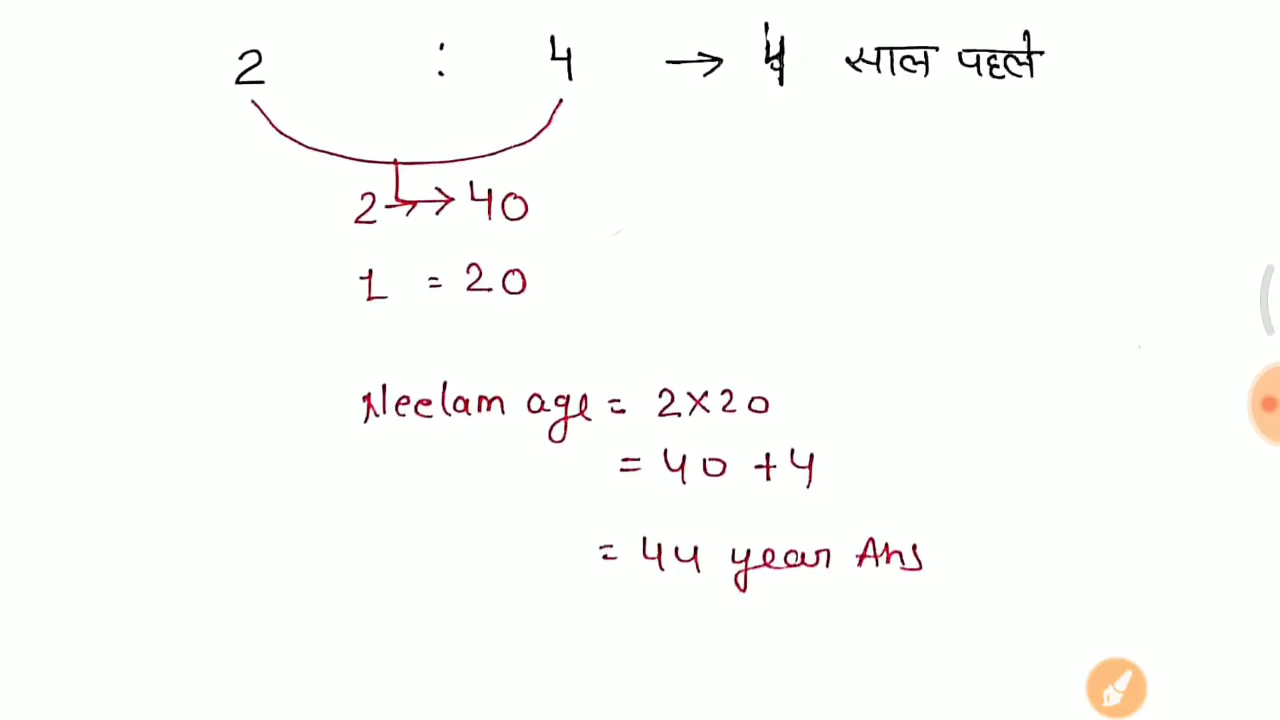 2 : 4 → 4 साल पहले
2 → 40
1 = 20
Neelam age = 2×20
= 40 + 4
= 44 year Ans